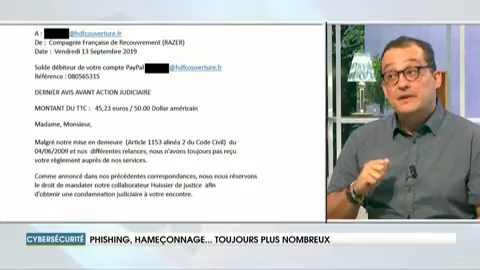 A : @hdfcouverture.fr
De : Compagnie Française de Recouvrement (RAZER)
Date : Vendredi 13 Septembre 2019
Solde débiteur de votre compte PayPal @hdfcouverture.fr
Référence : 080565315
DERNIER AVIS AVANT ACTION JUDICIAIRE
MONTANT DU TTC : 45,23 euros / 50.00 Dollar américain
Madame, Monsieur,
Malgré notre mise en demeure (Article 1153 alinéa 2 du Code Civil) du
04/06/2009 et nos différentes relances, nous n'avons toujours pas reçu
votre règlement auprès de nos services.
Comme annoncé dans nos précédentes correspondances, nous nous réservons
le droit de mandater notre collaborateur Huissier de justice afin
d'obtenir une condamnation judiciaire à votre encontre.
CYBERSÉCURITÉ PHISHING, HAMEÇONNAGE... TOUJOURS PLUS NOMBREUX